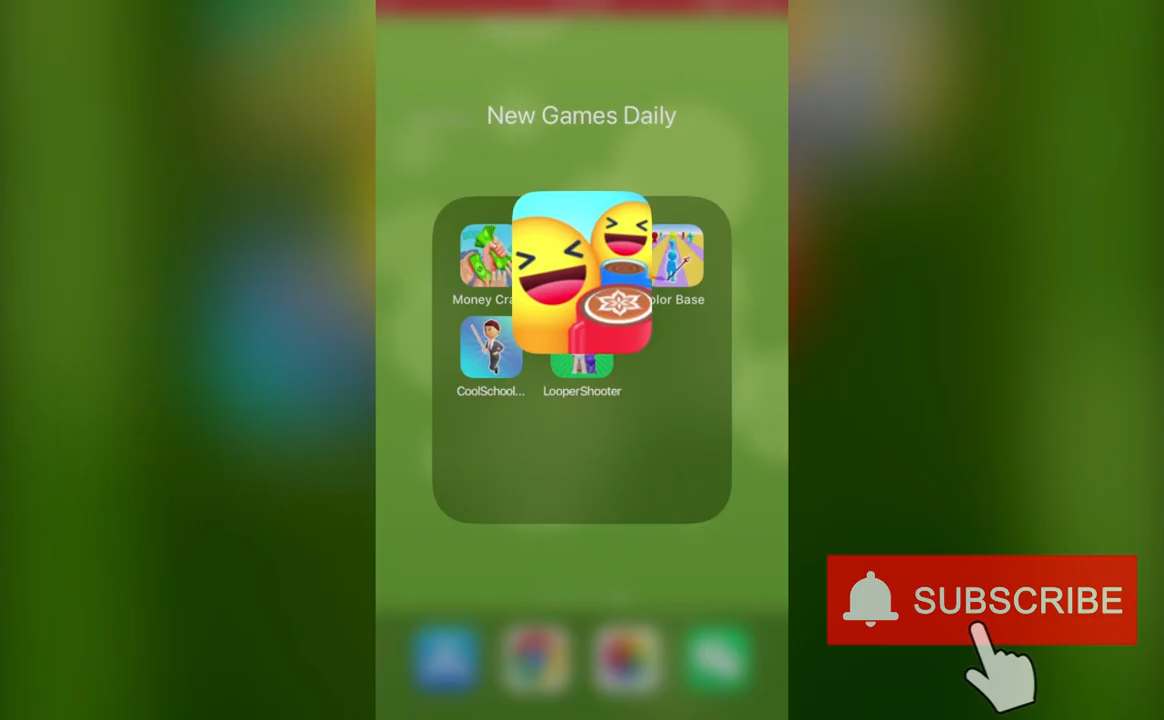 New Games Daily
Money Cra
olor Base
CoolSchool...
LooperShooter
SUBSCRIBE